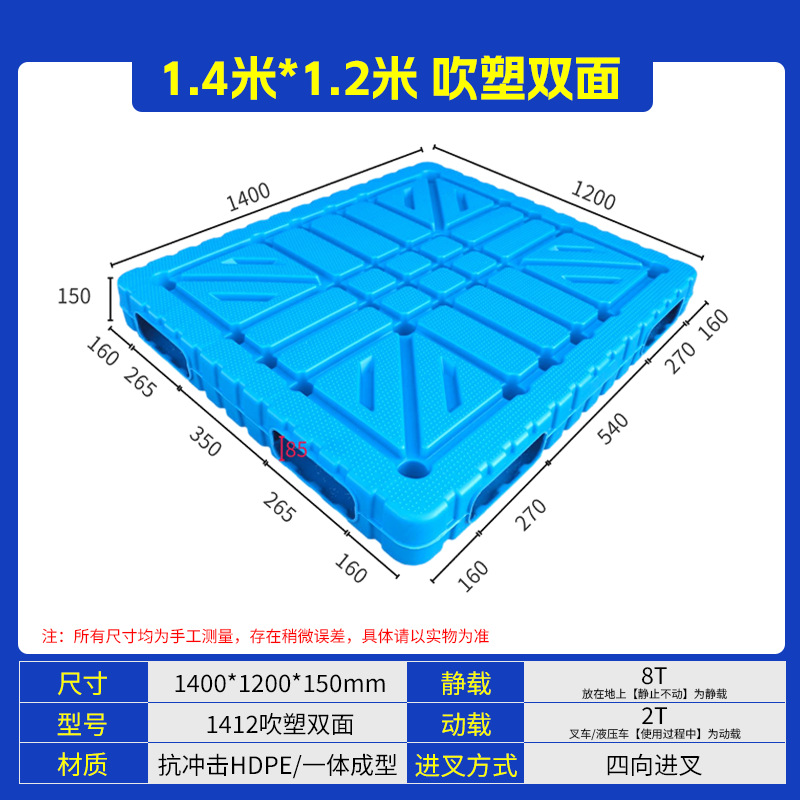 1.4米*1.2米 吹塑双面
1400
1200
150
160
265
350
265
160
160
270
540
270
160
85
注：所有尺寸均为手工测量，存在稍微误差，具体请以实物为准
尺寸 1400*1200*150mm 静载 8T
放在地上【静止不动】为静载
型号 1412吹塑双面 动载 2T
叉车/液压车【使用过程中】为动载
材质 抗冲击HDPE/一体成型 进叉方式 四向进叉